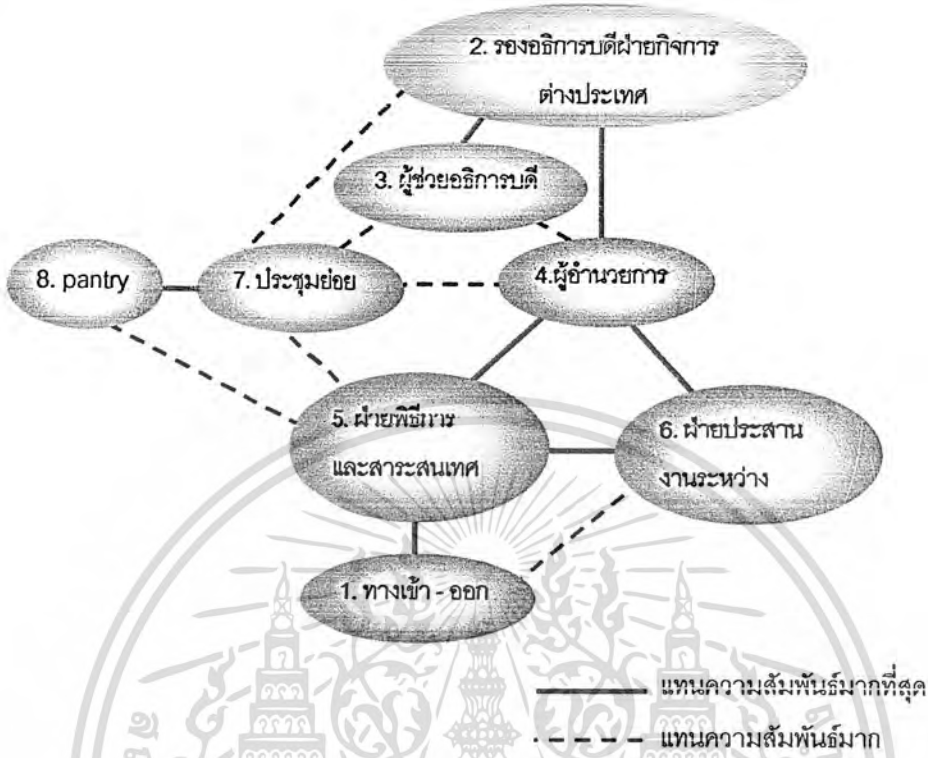 2. รองอธิการบดีฝ่ายกิจการ
ต่างประเทศ
3. ผู้ช่วยอธิการบดี
8. pantry
7. ประชุมย่อย
4.ผู้อำนวยการ
5. ฝ่ายพิธีการ
และสาระสนเทศ
6. ฝ่ายประสาน
งานระหว่าง
1. ทางเข้า - ออก
แทนความสัมพันธ์มากที่สุด
แทนความสัมพันธ์มาก